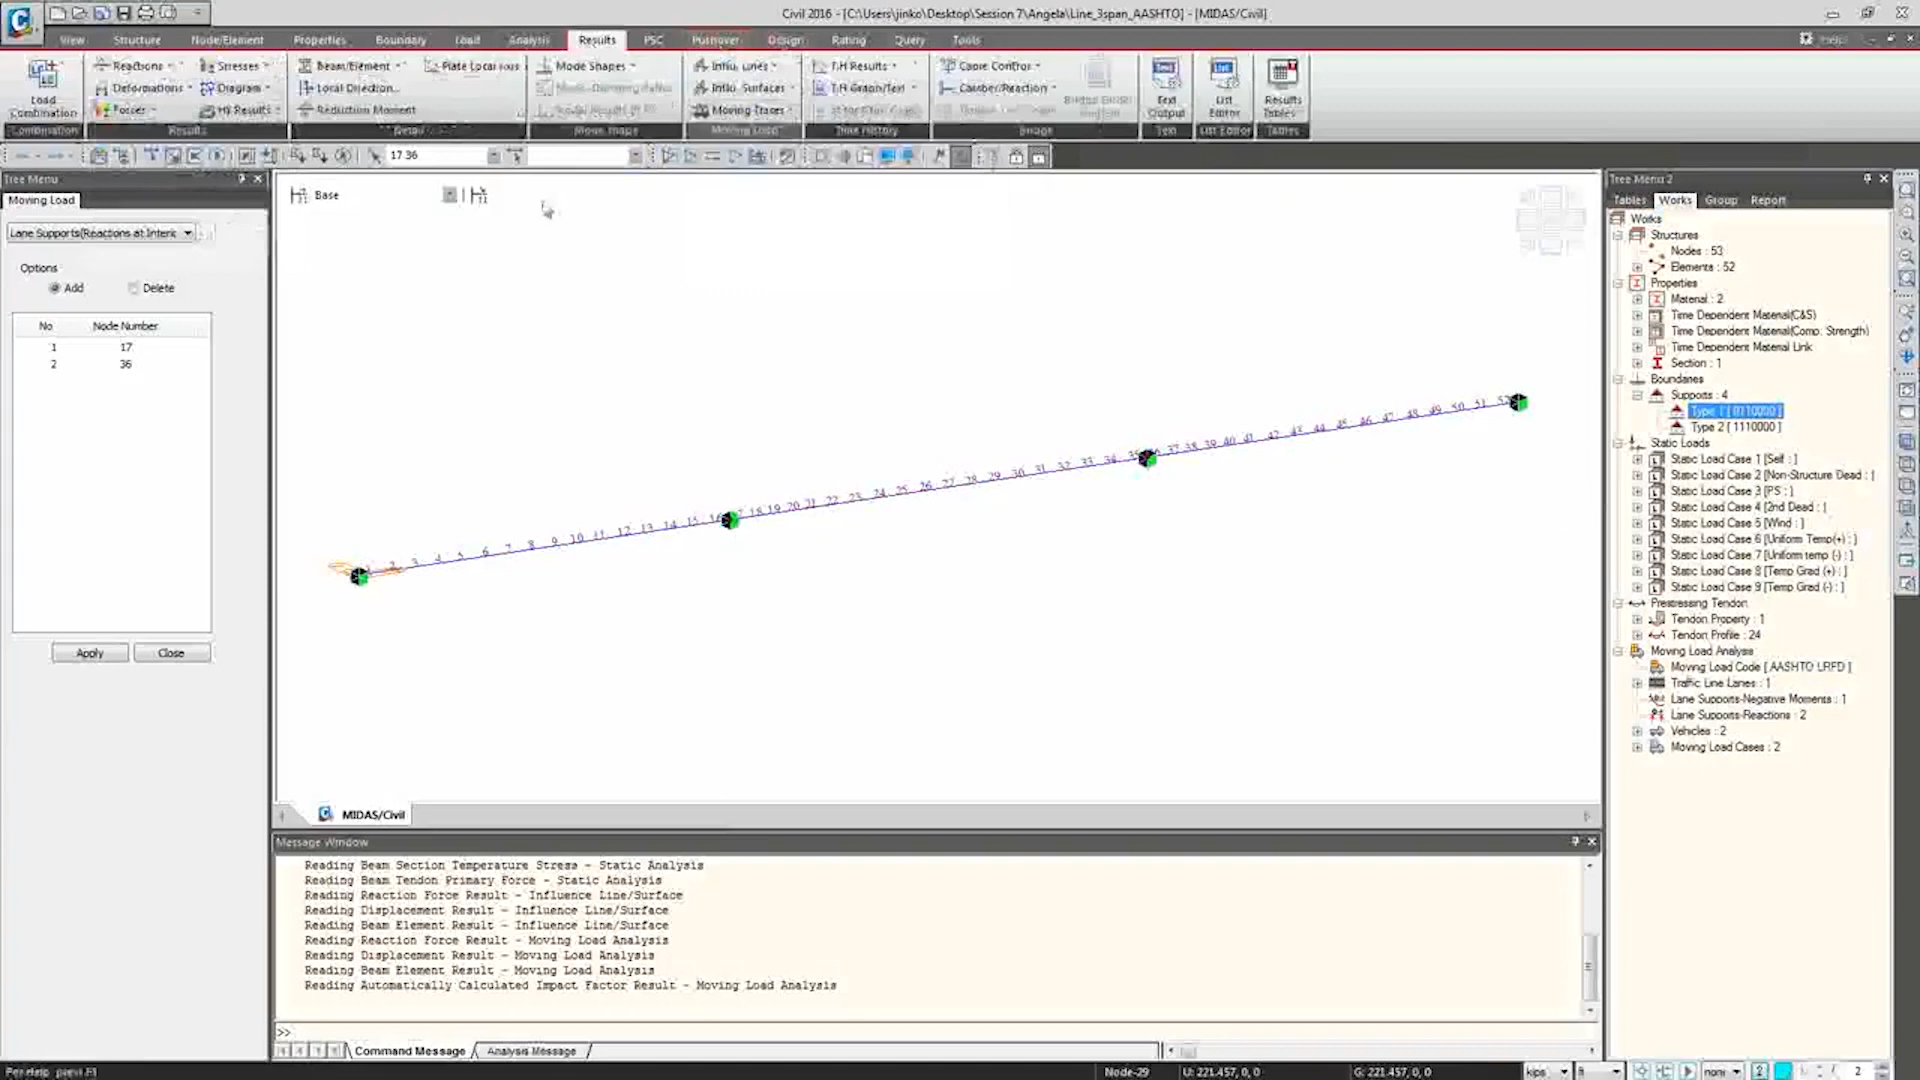 Civil 2016 - [C:\Users\jinko\Desktop\Session 7\Angela\Line_3span_AASHTO] - [MIDAS/Civil]
View Structure Node/Element Properties Boundary Load Analysis Results PSC Pushover Design Rating Query Tools Help
Reactions Stresses Beam/Element Mode Shapes Influ. Lines T.H Results Text List Results
Load Deformations Diagram Local Direction... Influ. Surfaces T.H Graph/Text Camber/Reaction Output Editor Tables
Combination Forces HY Results Moving Tracer
Combination Results Detail Mode Shape Moving Load Time History Bridge Text List Editor Tables
17 36
Tree Menu
Moving Load
Lane Supports(Reactions at Interic
Options
Add Delete
No Node Number
1 17
2 36
Apply Close
Base
MIDAS/Civil
Message Window
Reading Beam Section Temperature Stress - Static Analysis
Reading Beam Tendon Primary Force - Static Analysis
Reading Reaction Force Result - Influence Line/Surface
Reading Displacement Result - Influence Line/Surface
Reading Beam Element Result - Influence Line/Surface
Reading Reaction Force Result - Moving Load Analysis
Reading Displacement Result - Moving Load Analysis
Reading Beam Element Result - Moving Load Analysis
Reading Automatically Calculated Impact Factor Result - Moving Load Analysis
>>
Command Message Analysis Message
Tree Menu 2
Tables Works Group Report
Works
Structures
Nodes : 53
Elements : 52
Properties
Material : 2
Time Dependent Material(C&S)
Time Dependent Material(Comp. Strength)
Time Dependent Material Link
Section : 1
Boundaries
Supports : 4
Type 1 [ 0110000 ]
Type 2 [ 1110000 ]
Static Loads
Static Load Case 1 [Self : ]
Static Load Case 2 [Non-Structure Dead : ]
Static Load Case 3 [PS : ]
Static Load Case 4 [2nd Dead : ]
Static Load Case 5 [Wind : ]
Static Load Case 6 [Uniform Temp(+) : ]
Static Load Case 7 [Uniform temp (-) : ]
Static Load Case 8 [Temp Grad (+) : ]
Static Load Case 9 [Temp Grad (-) : ]
Prestressing Tendon
Tendon Property : 1
Tendon Profile : 24
Moving Load Analysis
Moving Load Code [ AASHTO LRFD ]
Traffic Line Lanes : 1
Lane Supports-Negative Moments : 1
Lane Supports-Reactions : 2
Vehicles : 2
Moving Load Cases : 2
For Help, press F1 Node-29 U: 221.457, 0, 0 G: 221.457, 0, 0 kips ft none 2